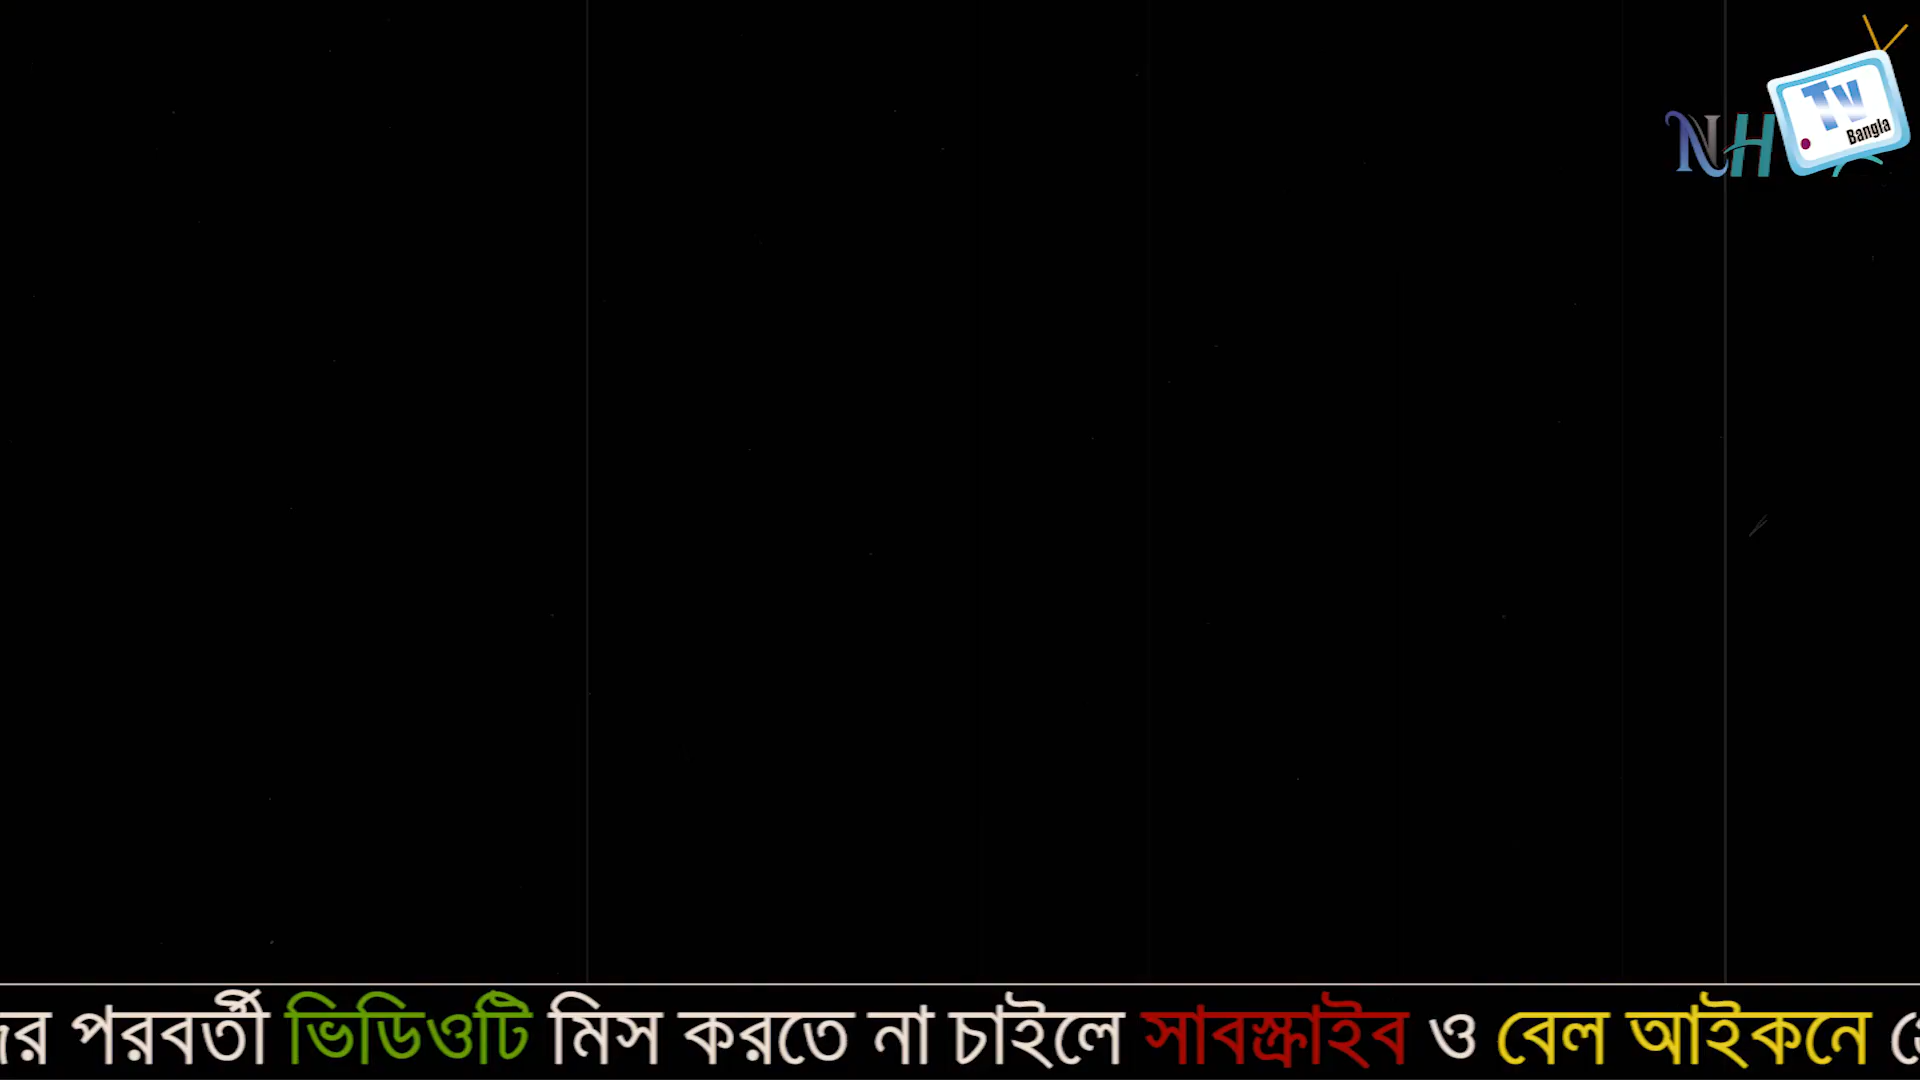 NH
Tv
Bangla
পরবর্তী ভিডিওটি মিস করতে না চাইলে সাবস্ক্রাইব ও বেল আইকনে